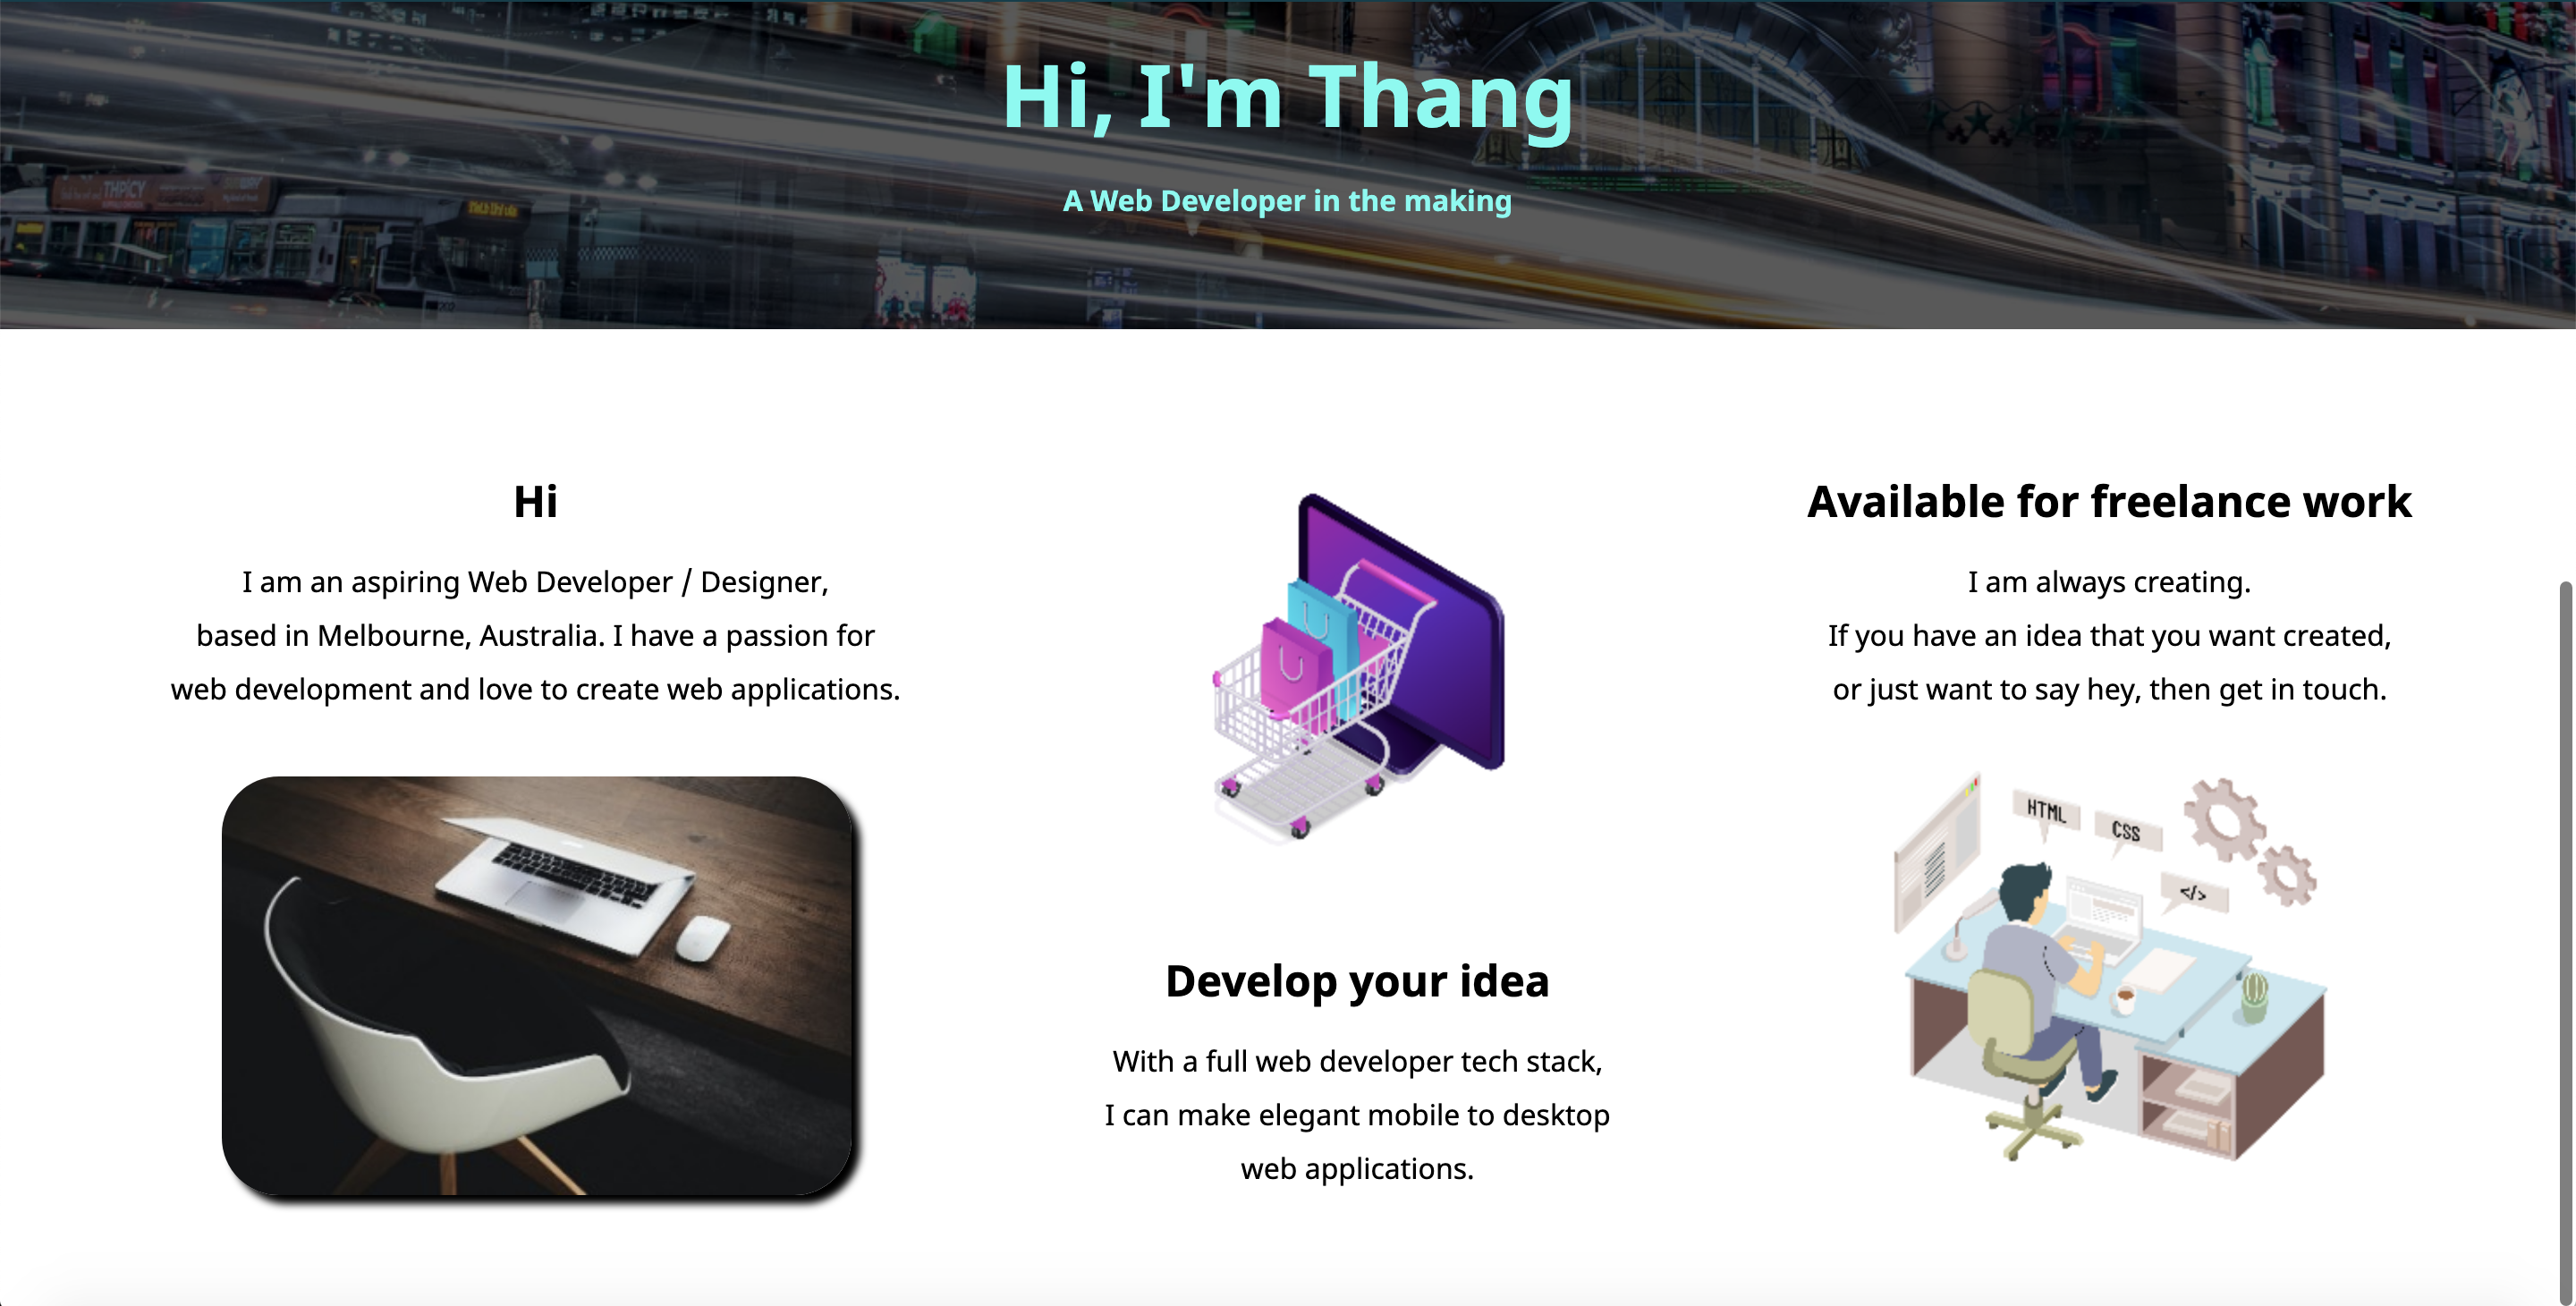 Hi, I'm Thang
A Web Developer in the making
THPICY
Hi
I am an aspiring Web Developer / Designer,
based in Melbourne, Australia. I have a passion for
web development and love to create web applications.
Develop your idea
With a full web developer tech stack,
I can make elegant mobile to desktop
web applications.
Available for freelance work
I am always creating.
If you have an idea that you want created,
or just want to say hey, then get in touch.
HTML
CSS
</>